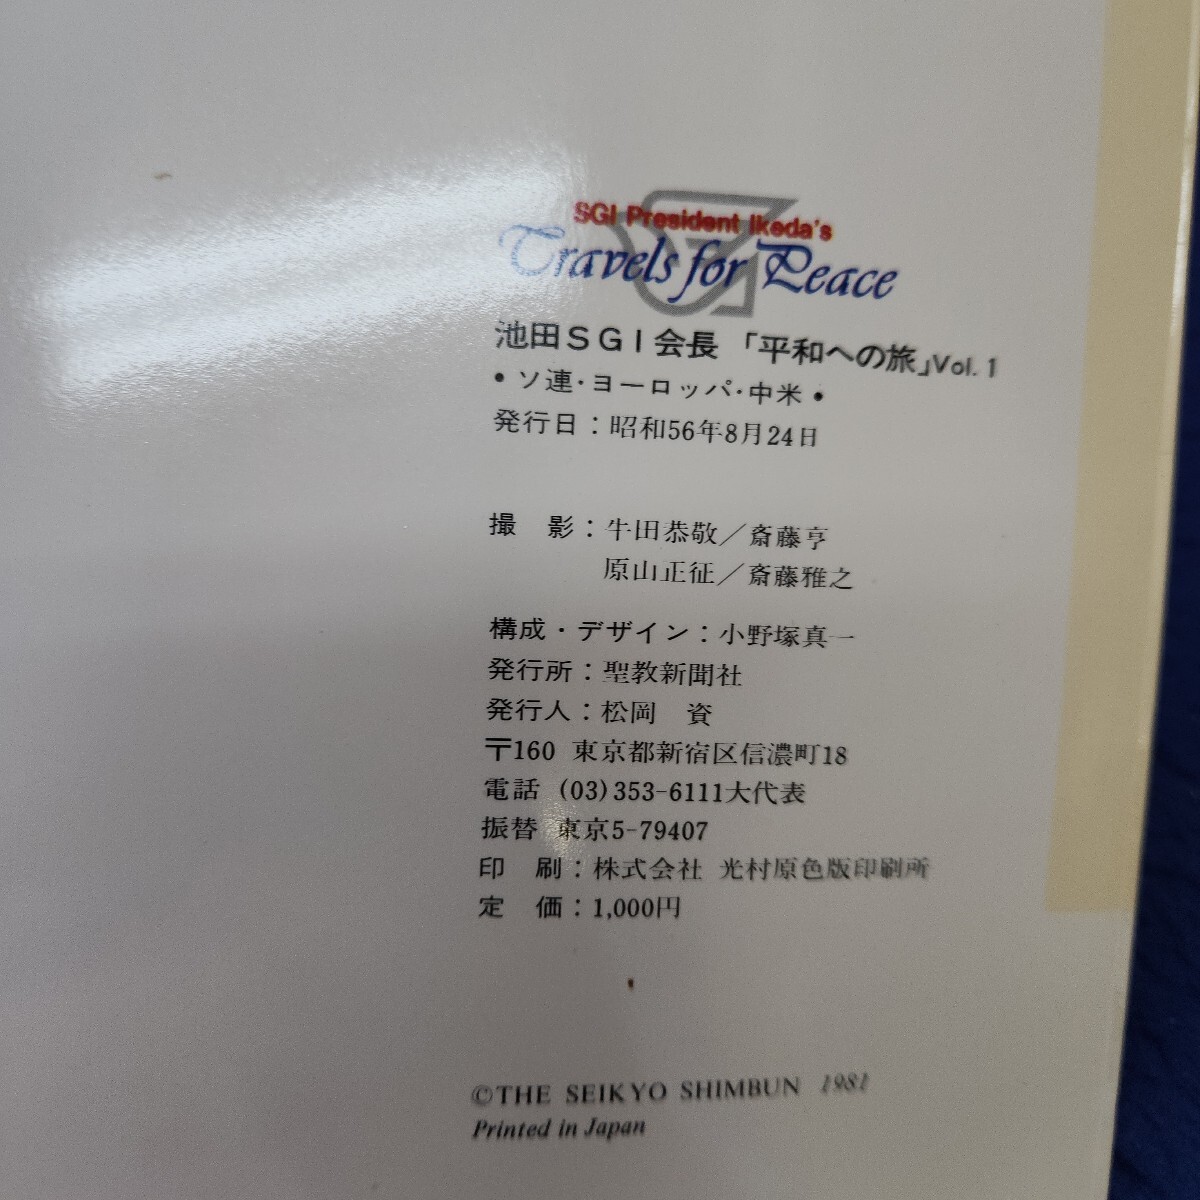 SGI President Ikeda's
Travels for Peace
池田SGI会長 「平和への旅」Vol.1
• ソ連・ヨーロッパ・中米 •
発行日：昭和56年8月24日
撮　影：牛田恭敬／斎藤亨
原山正征／斎藤雅之
構成・デザイン：小野塚真一
発行所：聖教新聞社
発行人：松岡　資
〒160 東京都新宿区信濃町18
電話 (03)353-6111大代表
振替 東京5-79407
印　刷：株式会社 光村原色版印刷所
定　価：1,000円
©THE SEIKYO SHIMBUN 1981
Printed in Japan